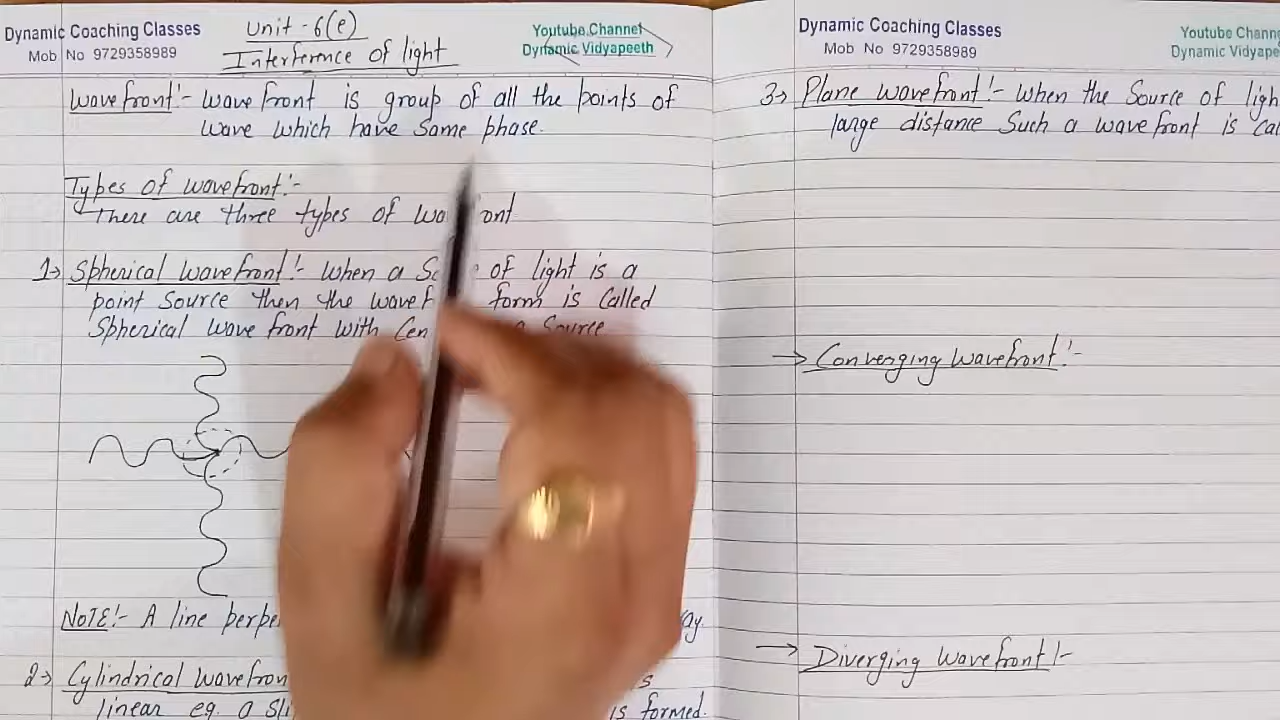 Dynamic Coaching Classes
Mob No 9729358989
Unit-6(e)
Interference of light
Youtube Channel
Dynamic Vidyapeeth
Wavefront!- Wave front is group of all the points of
wave which have same phase.
Types of wavefront!-
There are three types of
1) Spherical wavefront!- When a of light is a
point source then the form is called
Spherical wave front with Source
NOTE!- A line
2) Cylindrical
linear eg. a is formed.
Dynamic Coaching Classes
Mob No 9729358989
Youtube
Dynamic
3) Plane wavefront!- When the Source of
large distance Such a wavefront is
→ Converging Wavefront!-
→ Diverging Wavefront!-